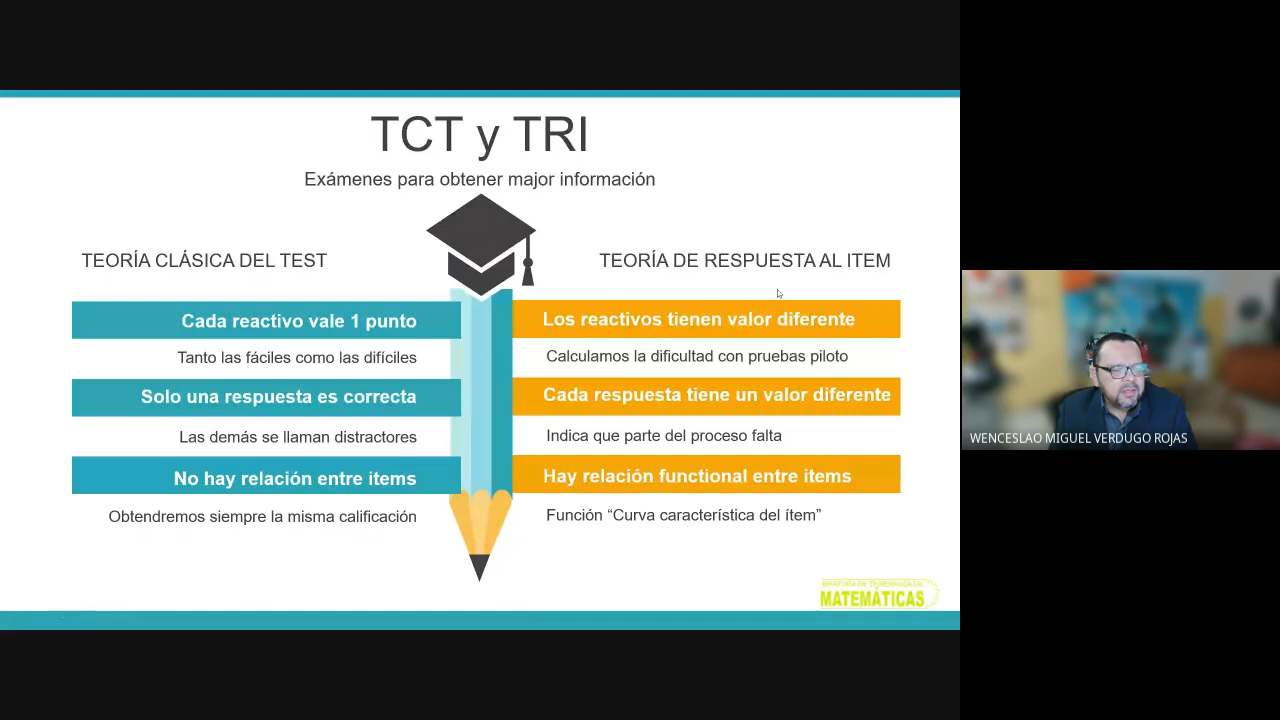 TCT y TRI
Exámenes para obtener major información
TEORÍA CLÁSICA DEL TEST
Cada reactivo vale 1 punto
Tanto las fáciles como las difíciles
Solo una respuesta es correcta
Las demás se llaman distractores
No hay relación entre items
Obtendremos siempre la misma calificación
TEORÍA DE RESPUESTA AL ITEM
Los reactivos tienen valor diferente
Calculamos la dificultad con pruebas piloto
Cada respuesta tiene un valor diferente
Indica que parte del proceso falta
Hay relación functional entre items
Función “Curva característica del ítem”
MATEMÁTICAS
WENCESLAO MIGUEL VERDUGO ROJAS